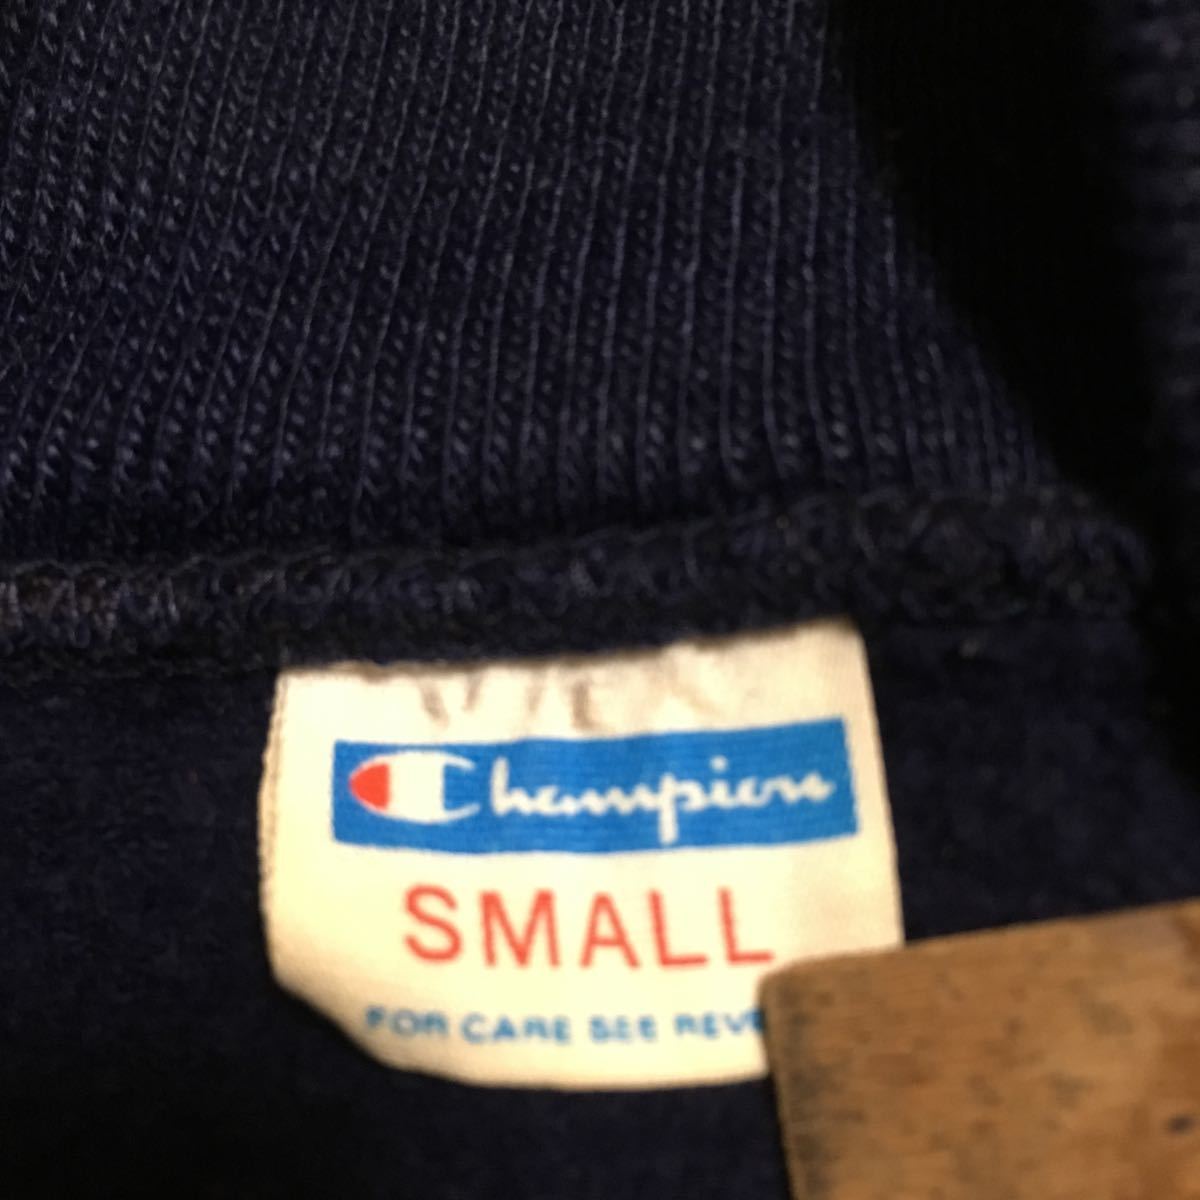 Champion
SMALL
FOR CARE SEE REVE